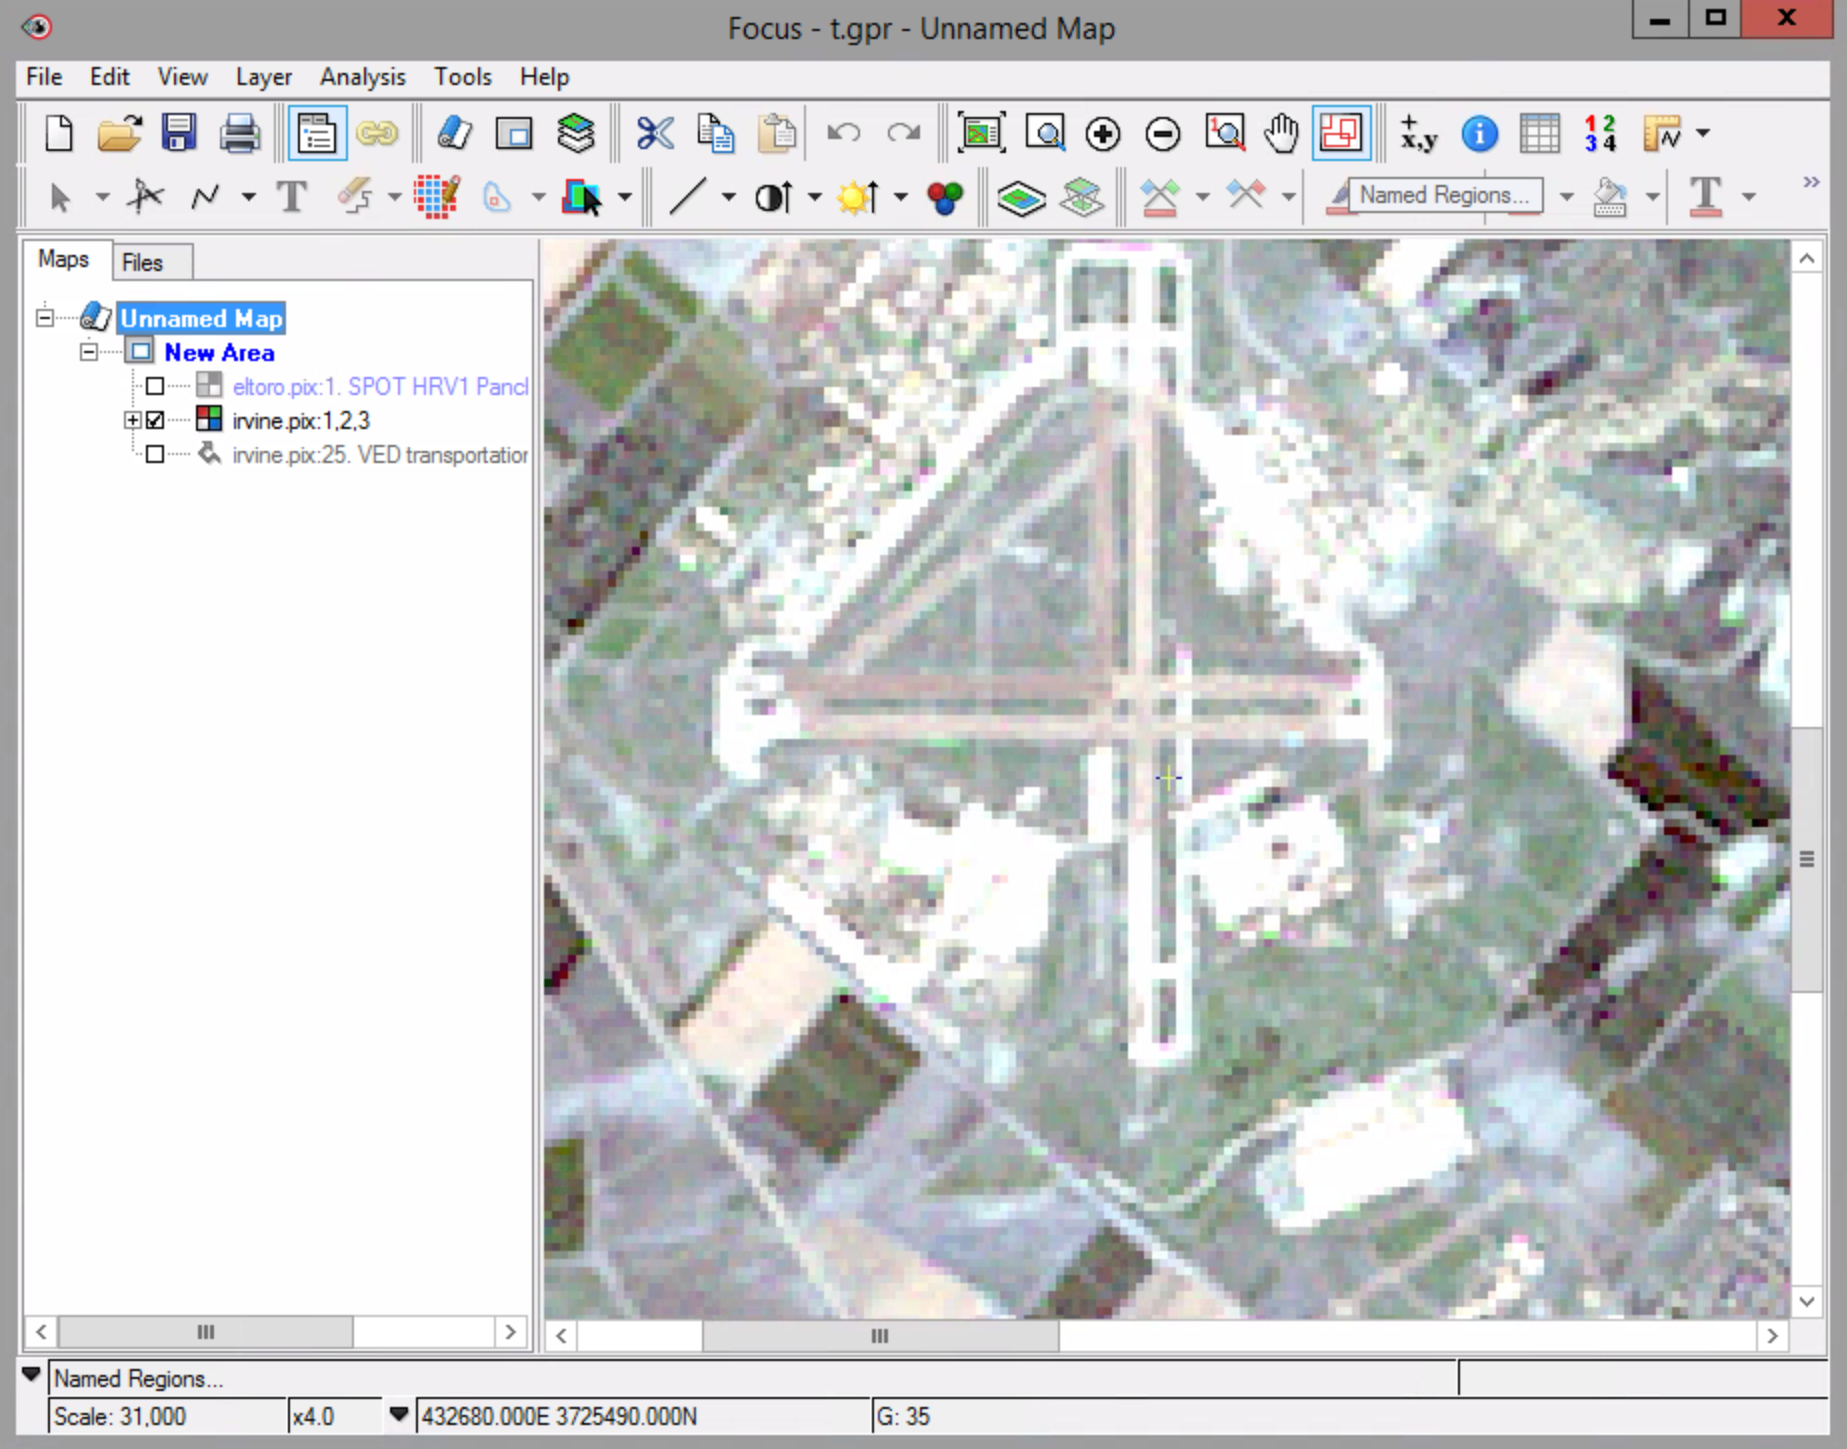 Focus - t.gpr - Unnamed Map
File Edit View Layer Analysis Tools Help
+
x,y
i
1 2
3 4
1
T
Named Regions...
T
»
Maps Files
Unnamed Map
New Area
eltoro.pix:1. SPOT HRV1 Pancl
irvine.pix:1,2,3
irvine.pix:25. VED transportation
Named Regions...
Scale: 31,000 x4.0 432680.000E 3725490.000N G: 35